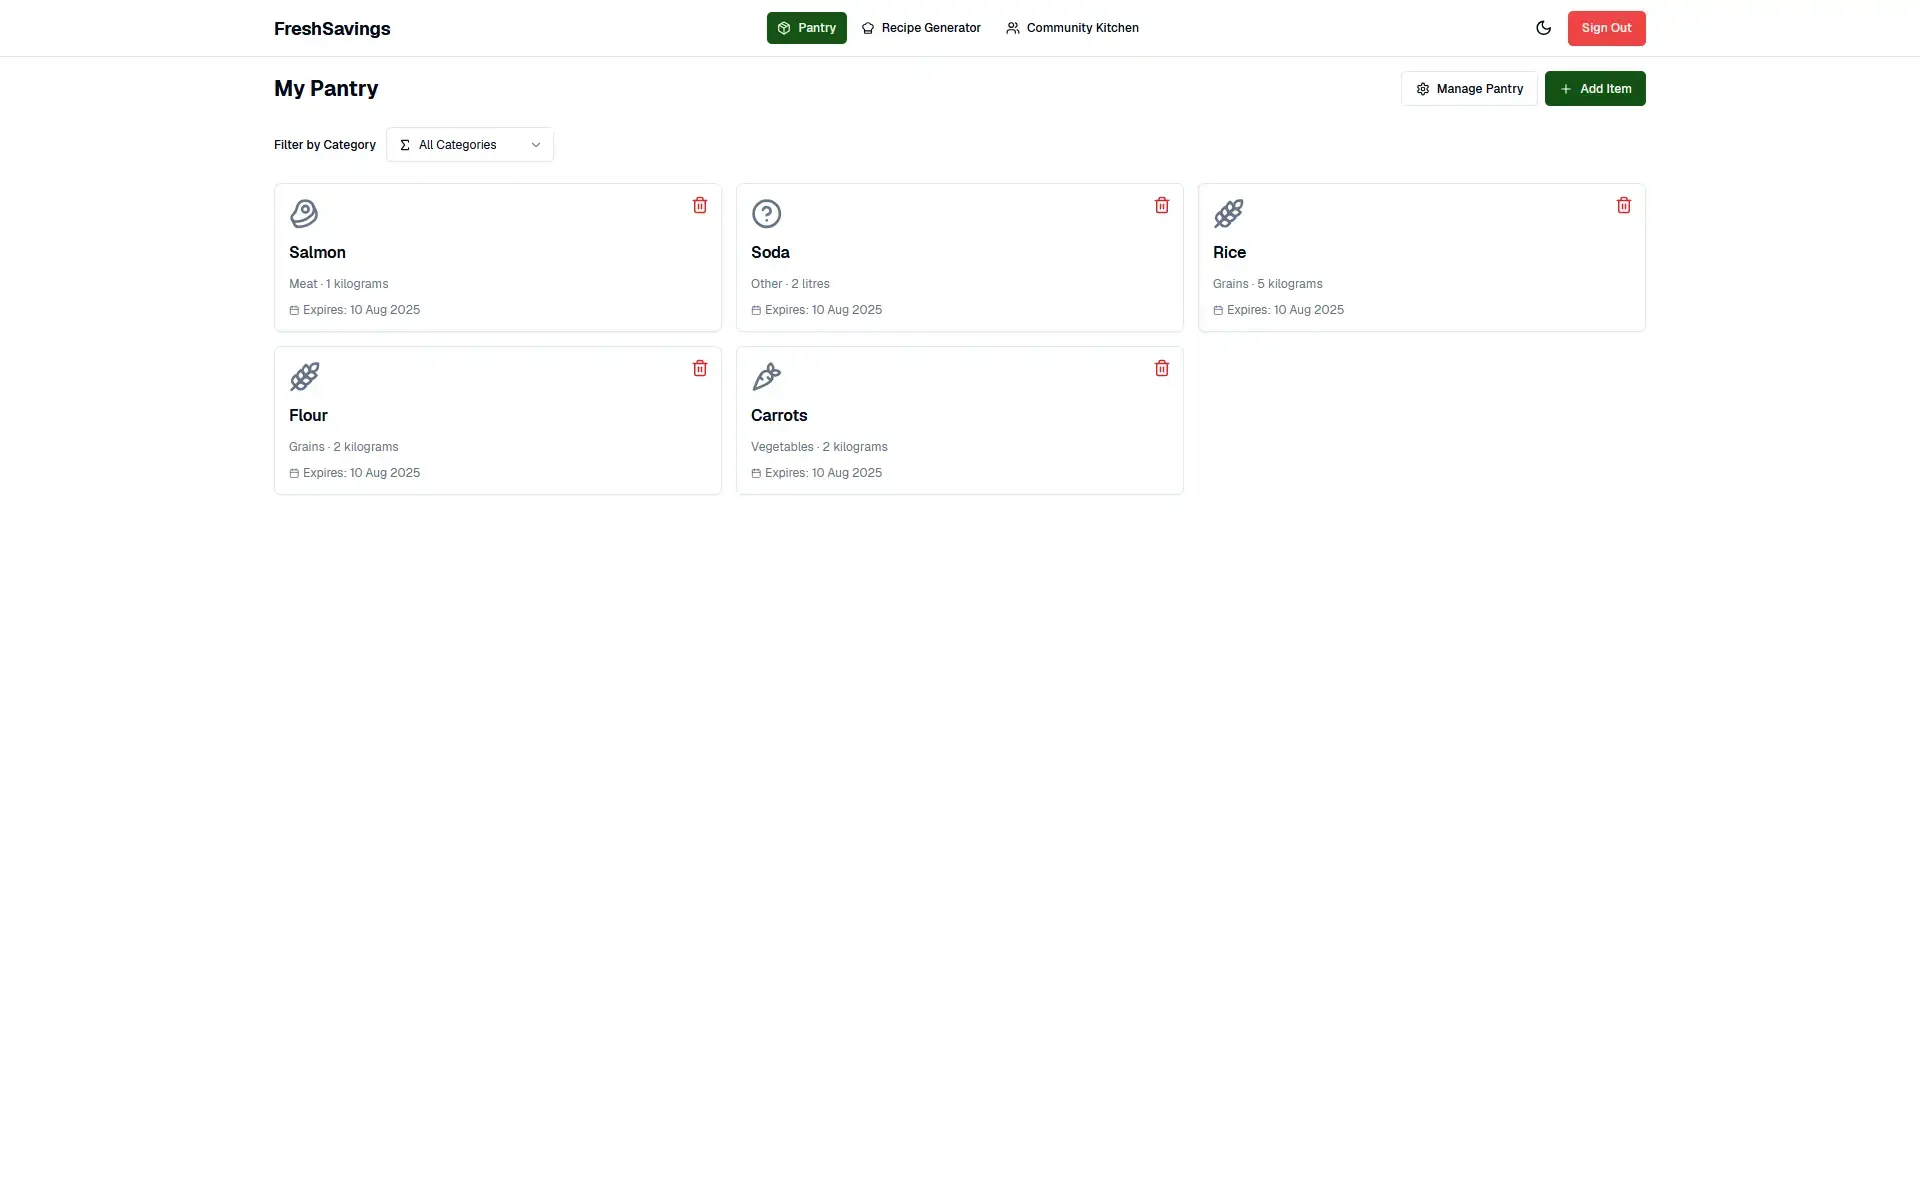 FreshSavings
Pantry
Recipe Generator
Community Kitchen
Sign Out
My Pantry
Manage Pantry
Add Item
Filter by Category
All Categories
Salmon
Meat · 1 kilograms
Expires: 10 Aug 2025
Soda
Other · 2 litres
Expires: 10 Aug 2025
Rice
Grains · 5 kilograms
Expires: 10 Aug 2025
Flour
Grains · 2 kilograms
Expires: 10 Aug 2025
Carrots
Vegetables · 2 kilograms
Expires: 10 Aug 2025